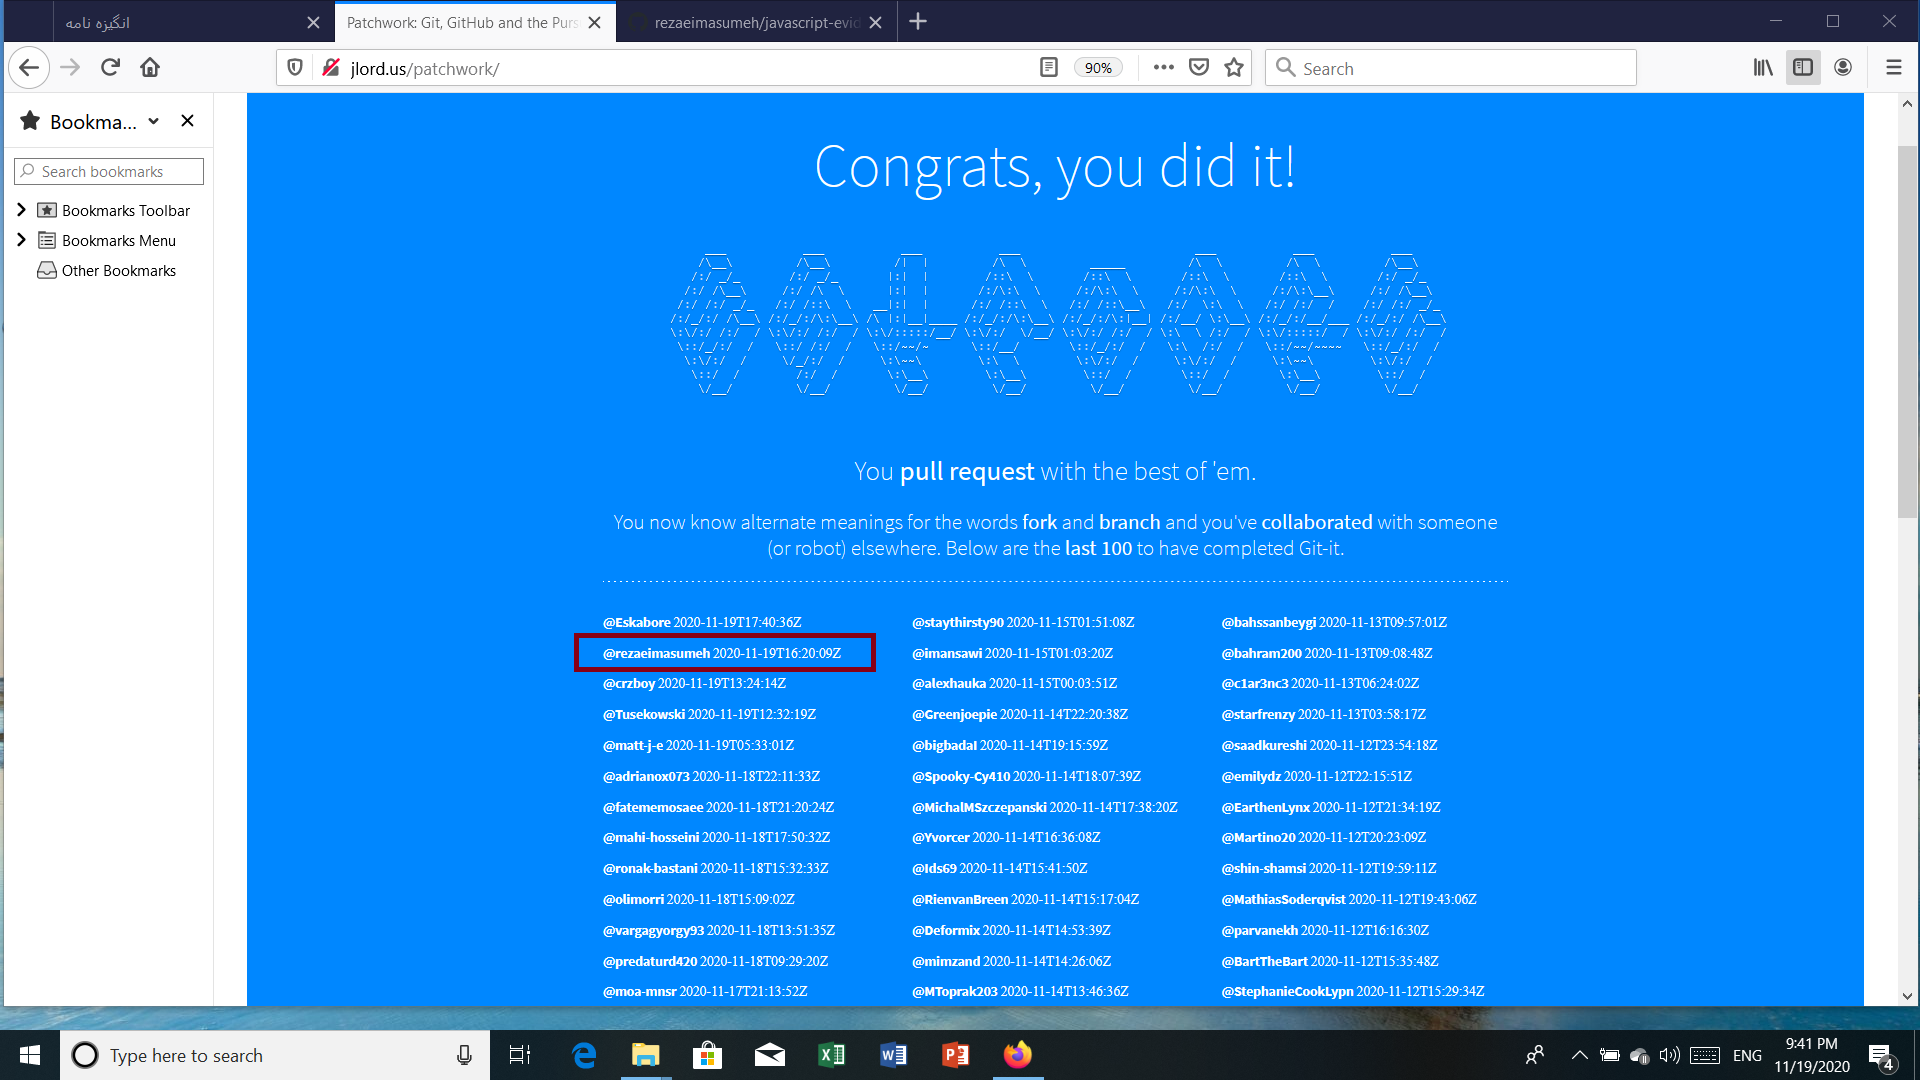 انگیزه نامه
Patchwork: Git, GitHub and the Purs
rezaeimasumeh/javascript-evid
jlord.us/patchwork/
90%
Search
Bookma...
Search bookmarks
Bookmarks Toolbar
Bookmarks Menu
Other Bookmarks
Congrats, you did it!
You pull request with the best of 'em.
You now know alternate meanings for the words fork and branch and you've collaborated with someone
(or robot) elsewhere. Below are the last 100 to have completed Git-it.
@Eskabore 2020-11-19T17:40:36Z
@rezaeimasumeh 2020-11-19T16:20:09Z
@crzboy 2020-11-19T13:24:14Z
@Tusekowski 2020-11-19T12:32:19Z
@matt-j-e 2020-11-19T05:33:01Z
@adrianox073 2020-11-18T22:11:33Z
@fatememosaee 2020-11-18T21:20:24Z
@mahi-hosseini 2020-11-18T17:50:32Z
@ronak-bastani 2020-11-18T15:32:33Z
@olimorri 2020-11-18T15:09:02Z
@vargagyorgy93 2020-11-18T13:51:35Z
@predaturd420 2020-11-18T09:29:20Z
@moa-mnsr 2020-11-17T21:13:52Z
@staythirsty90 2020-11-15T01:51:08Z
@imansawi 2020-11-15T01:03:20Z
@alexhauka 2020-11-15T00:03:51Z
@Greenjoepie 2020-11-14T22:20:38Z
@bigbadaI 2020-11-14T19:15:59Z
@Spooky-Cy410 2020-11-14T18:07:39Z
@MichalMSzczepanski 2020-11-14T17:38:20Z
@Yvorcer 2020-11-14T16:36:08Z
@Ids69 2020-11-14T15:41:50Z
@RienvanBreen 2020-11-14T15:17:04Z
@Deformix 2020-11-14T14:53:39Z
@mimzand 2020-11-14T14:26:06Z
@MToprak203 2020-11-14T13:46:36Z
@bahssanbeygi 2020-11-13T09:57:01Z
@bahram200 2020-11-13T09:08:48Z
@c1ar3nc3 2020-11-13T06:24:02Z
@starfrenzy 2020-11-13T03:58:17Z
@saadkureshi 2020-11-12T23:54:18Z
@emilydz 2020-11-12T22:15:51Z
@EarthenLynx 2020-11-12T21:34:19Z
@Martino20 2020-11-12T20:23:09Z
@shin-shamsi 2020-11-12T19:59:11Z
@MathiasSoderqvist 2020-11-12T19:43:06Z
@parvanekh 2020-11-12T16:16:30Z
@BartTheBart 2020-11-12T15:35:48Z
@StephanieCookLypn 2020-11-12T15:29:34Z
Type here to search
ENG
9:41 PM
11/19/2020
4